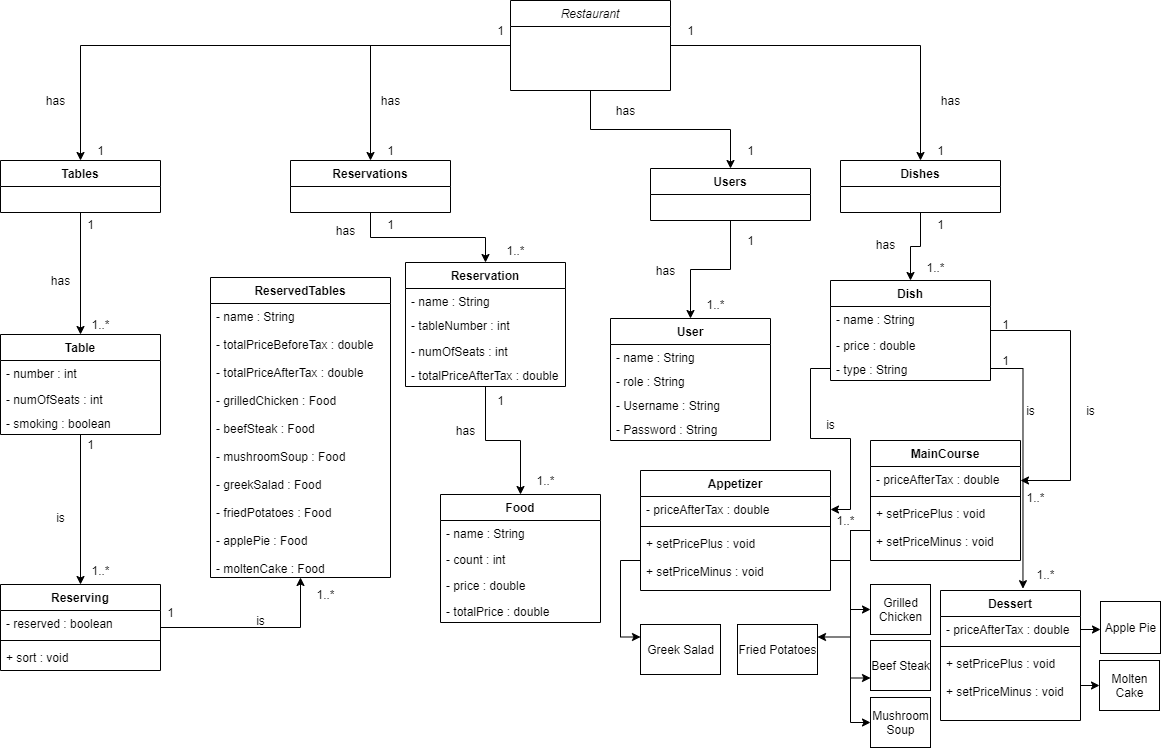 Restaurant
1
1
has
has
has
has
1
1
1
1
Tables
Reservations
Users
Dishes
1
has
1
1
has
1
has
1..*
has
1..*
1..*
1..*
Table
- number : int
- numOfSeats : int
- smoking : boolean
1
is
1..*
Reserving
- reserved : boolean
+ sort : void
1
is
1..*
ReservedTables
- name : String
- totalPriceBeforeTax : double
- totalPriceAfterTax : double
- grilledChicken : Food
- beefSteak : Food
- mushroomSoup : Food
- greekSalad : Food
- friedPotatoes : Food
- applePie : Food
- moltenCake : Food
Reservation
- name : String
- tableNumber : int
- numOfSeats : int
- totalPriceAfterTax : double
1
has
1..*
Food
- name : String
- count : int
- price : double
- totalPrice : double
User
- name : String
- role : String
- Username : String
- Password : String
Dish
- name : String
- price : double
- type : String
1
1
is
is
is
1..*
1..*
1..*
Appetizer
- priceAfterTax : double
+ setPricePlus : void
+ setPriceMinus : void
MainCourse
- priceAfterTax : double
+ setPricePlus : void
+ setPriceMinus : void
Dessert
- priceAfterTax : double
+ setPricePlus : void
+ setPriceMinus : void
Greek Salad
Fried Potatoes
Grilled
Chicken
Beef Steak
Mushroom
Soup
Apple Pie
Molten
Cake